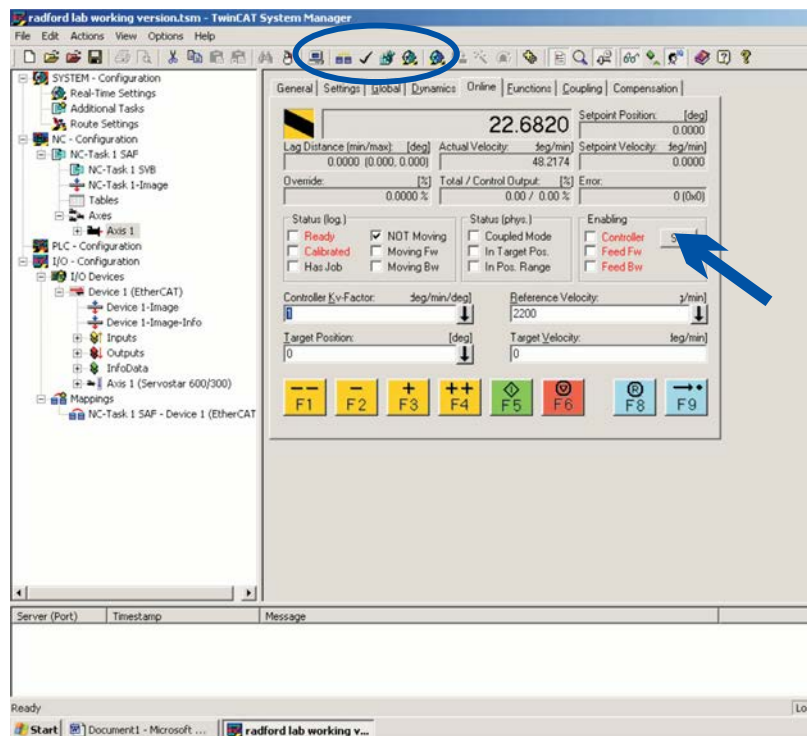 radford lab working version.tsm - TwinCAT System Manager
File Edit Actions View Options Help
SYSTEM - Configuration
Real-Time Settings
Additional Tasks
Route Settings
NC - Configuration
NC-Task 1 SAF
NC-Task 1 SVB
NC-Task 1-Image
Tables
Axes
Axis 1
PLC - Configuration
I/O - Configuration
I/O Devices
Device 1 (EtherCAT)
Device 1-Image
Device 1-Image-Info
Inputs
Outputs
InfoData
Axis 1 (Servostar 600/300)
Mappings
NC-Task 1 SAF - Device 1 (EtherCAT
General Settings Global Dynamics Online Functions Coupling Compensation
22.6820
Setpoint Position: [deg]
0.0000
Lag Distance (min/max): [deg] Actual Velocity: deg/min] Setpoint Velocity: deg/min]
0.0000 (0.000, 0.000) 48.2174 0.0000
Override: [%] Total / Control Output: [%] Error:
0.0000 % 0.00 / 0.00 % 0 (0x0)
Status (log.) Status (phys.) Enabling
Ready NOT Moving Coupled Mode Controller
Calibrated Moving Fw In Target Pos. Feed Fw
Has Job Moving Bw In Pos. Range Feed Bw
Controller Kv-Factor: deg/min/deg] Reference Velocity: /min]
1 2200
Target Position: [deg] Target Velocity: deg/min]
0 0
-- - + ++ I O R →•
F1 F2 F3 F4 F5 F6 F8 F9
Server (Port) Timestamp Message
Ready
Lo
Start Document1 - Microsoft ... radford lab working v...